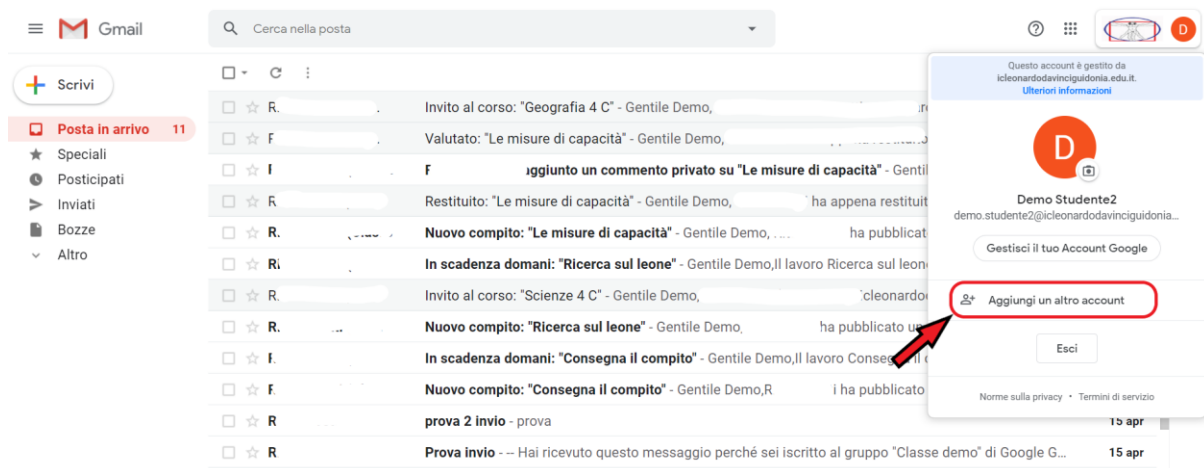 Gmail
Cerca nella posta
D
Scrivi
Posta in arrivo 11
Speciali
Posticipati
Inviati
Bozze
Altro
R. Invito al corso: "Geografia 4 C" - Gentile Demo,
Valutato: "Le misure di capacità" - Gentile Demo,
aggiunto un commento privato su "Le misure di capacità" - Genti
R Restituito: "Le misure di capacità" - Gentile Demo, ha appena restituit
R. Nuovo compito: "Le misure di capacità" - Gentile Demo, ha pubblicat
In scadenza domani: "Ricerca sul leone" - Gentile Demo,Il lavoro Ricerca sul leon
R. Invito al corso: "Scienze 4 C" - Gentile Demo, cleonardo
R. Nuovo compito: "Ricerca sul leone" - Gentile Demo, ha pubblicato un
In scadenza domani: "Consegna il compito" - Gentile Demo,Il lavoro Consegna il
Nuovo compito: "Consegna il compito" - Gentile Demo,R i ha pubblicato
R prova 2 invio - prova 15 apr
R Prova invio - -- Hai ricevuto questo messaggio perché sei iscritto al gruppo "Classe demo" di Google G... 15 apr
Questo account è gestito da
icleonardodavinciguidonia.edu.it.
Ulteriori informazioni
D
Demo Studente2
demo.studente2@icleonardodavinciguidonia...
Gestisci il tuo Account Google
Aggiungi un altro account
Esci
Norme sulla privacy • Termini di servizio